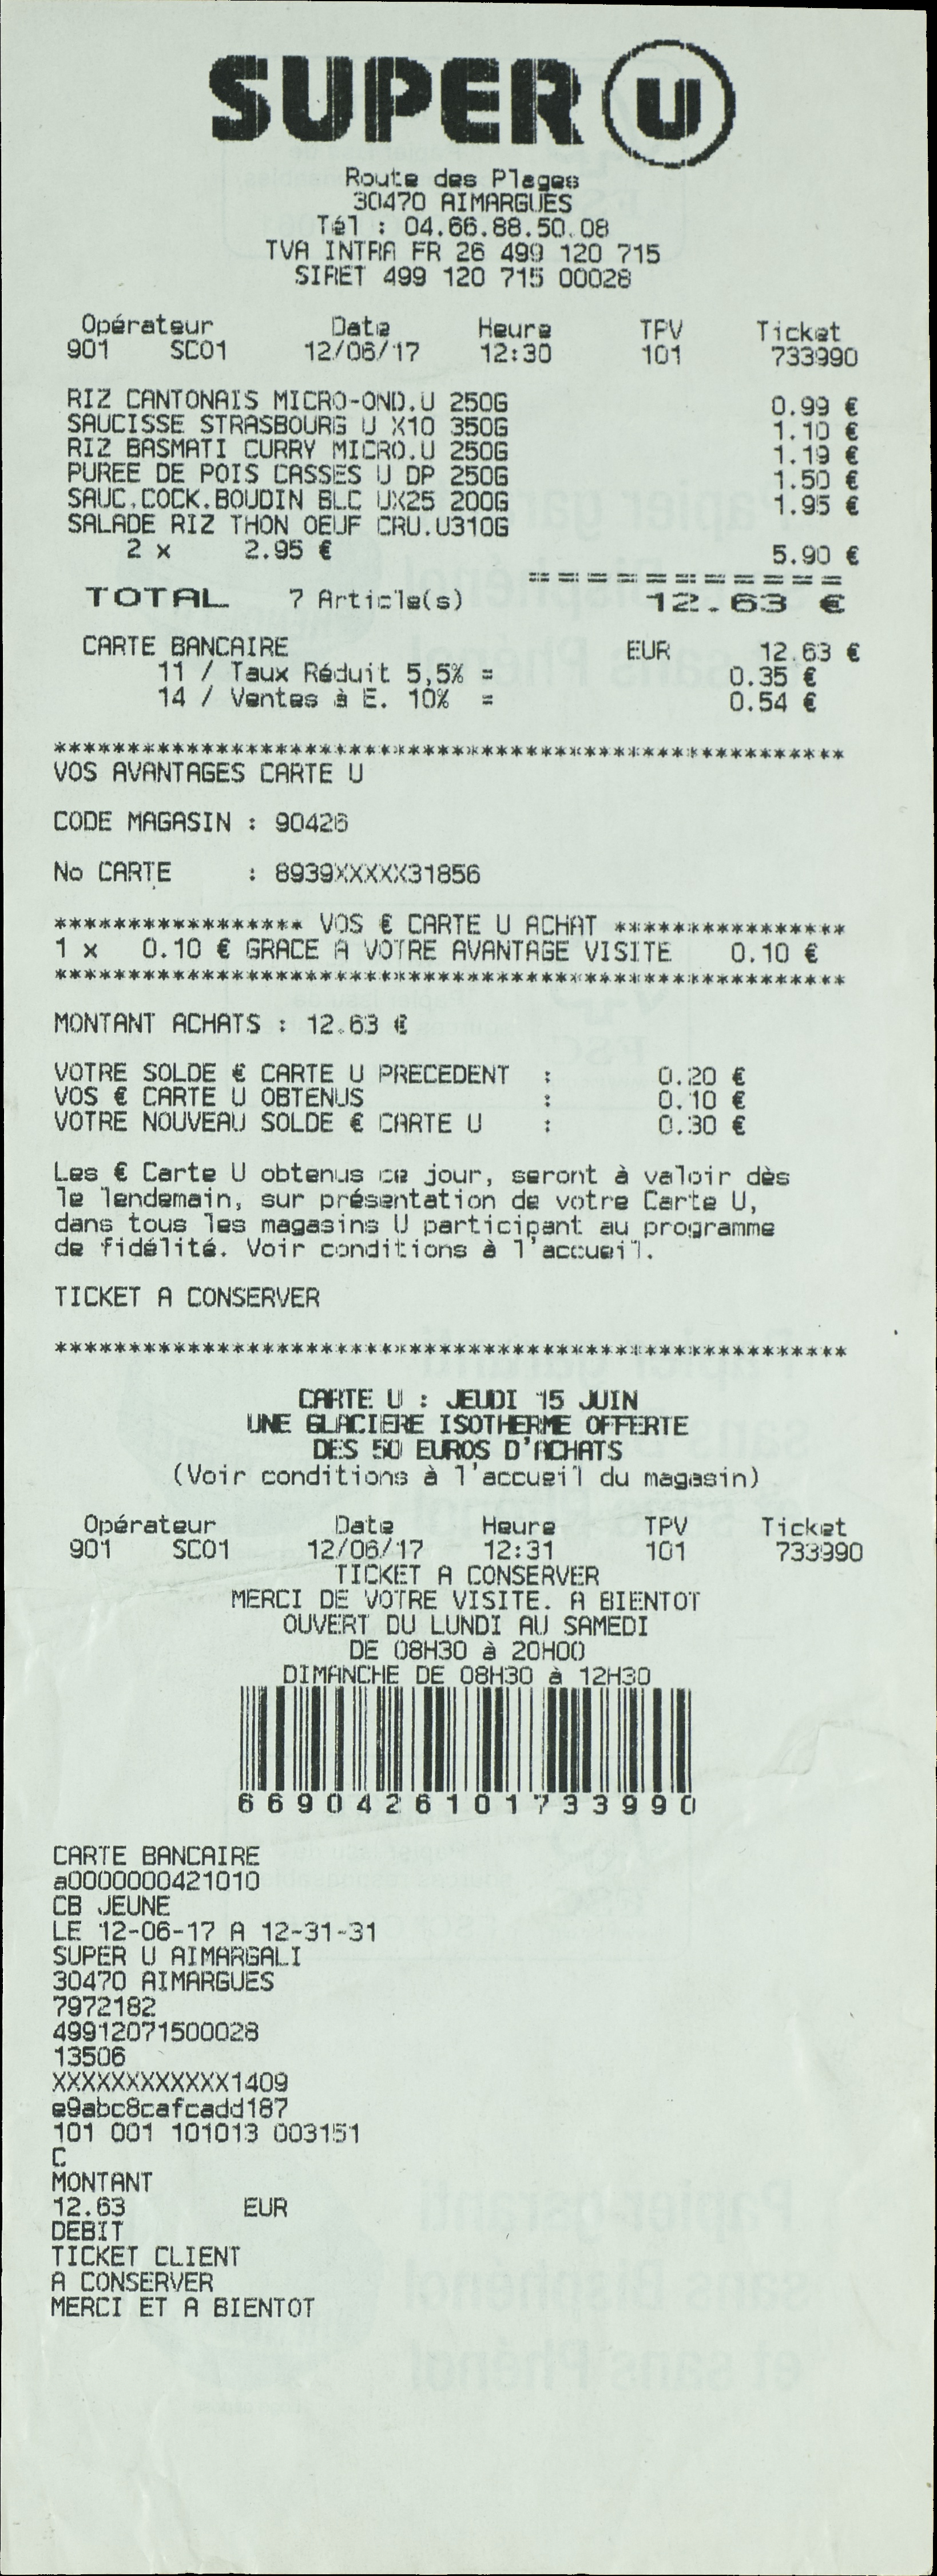 SUPER U
Route des Plages
30470 AIMARGUES
Tél : 04.66.88.50.08
TVA INTRA FR 26 499 120 715
SIRET 499 120 715 00028
Opérateur Date Heure TPV Ticket
901 SC01 12/06/17 12:30 101 733990
RIZ CANTONAIS MICRO-OND.U 250G 0.99 €
SAUCISSE STRASBOURG U X10 350G 1.10 €
RIZ BASMATI CURRY MICRO.U 250G 1.19 €
PUREE DE POIS CASSES U DP 250G 1.50 €
SAUC.COCK.BOUDIN BLC UX25 200G 1.95 €
SALADE RIZ THON OEUF CRU.U310G
2 x 2.95 € 5.90 €
===========
TOTAL 7 Article(s) 12.63 €
CARTE BANCAIRE EUR 12.63 €
11 / Taux Réduit 5,5% = 0.35 €
14 / Ventes à E. 10% = 0.54 €
******************************************************
VOS AVANTAGES CARTE U
CODE MAGASIN : 90426
No CARTE : 8939XXXXX31856
***************** VOS € CARTE U ACHAT ****************
1 x 0.10 € GRACE A VOTRE AVANTAGE VISITE 0.10 €
******************************************************
MONTANT ACHATS : 12.63 €
VOTRE SOLDE € CARTE U PRECEDENT : 0.20 €
VOS € CARTE U OBTENUS : 0.10 €
VOTRE NOUVEAU SOLDE € CARTE U : 0.30 €
Les € Carte U obtenus ce jour, seront à valoir dès
le lendemain, sur présentation de votre Carte U,
dans tous les magasins U participant au programme
de fidélité. Voir conditions à l'accueil.
TICKET A CONSERVER
******************************************************
CARTE U : JEUDI 15 JUIN
UNE GLACIERE ISOTHERME OFFERTE
DES 50 EUROS D'ACHATS
(Voir conditions à l'accueil du magasin)
Opérateur Date Heure TPV Ticket
901 SC01 12/06/17 12:31 101 733990
TICKET A CONSERVER
MERCI DE VOTRE VISITE. A BIENTOT
OUVERT DU LUNDI AU SAMEDI
DE 08H30 à 20H00
DIMANCHE DE 08H30 à 12H30
6690426101733990
CARTE BANCAIRE
a0000000421010
CB JEUNE
LE 12-06-17 A 12-31-31
SUPER U AIMARGALI
30470 AIMARGUES
7972182
49912071500028
13506
XXXXXXXXXXXX1409
e9abc8cafcadd187
101 001 101013 003151
C
MONTANT
12.63 EUR
DEBIT
TICKET CLIENT
A CONSERVER
MERCI ET A BIENTOT